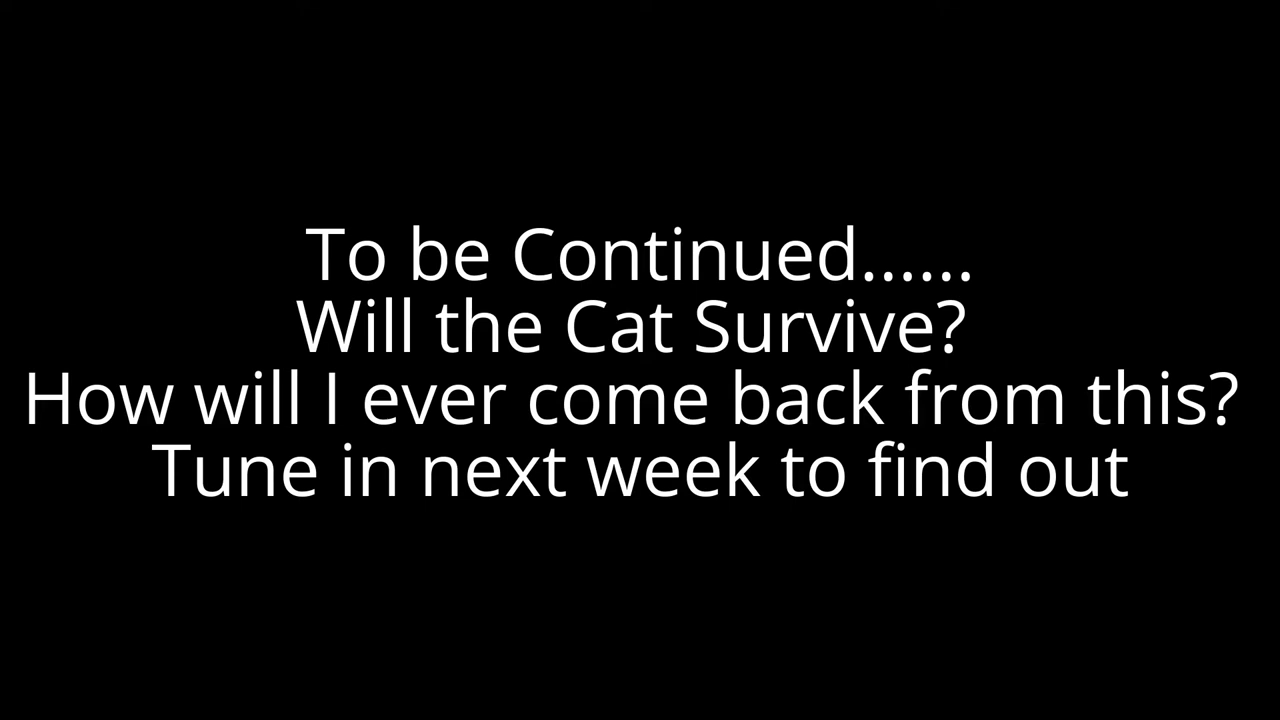 To be Continued......
Will the Cat Survive?
How will I ever come back from this?
Tune in next week to find out